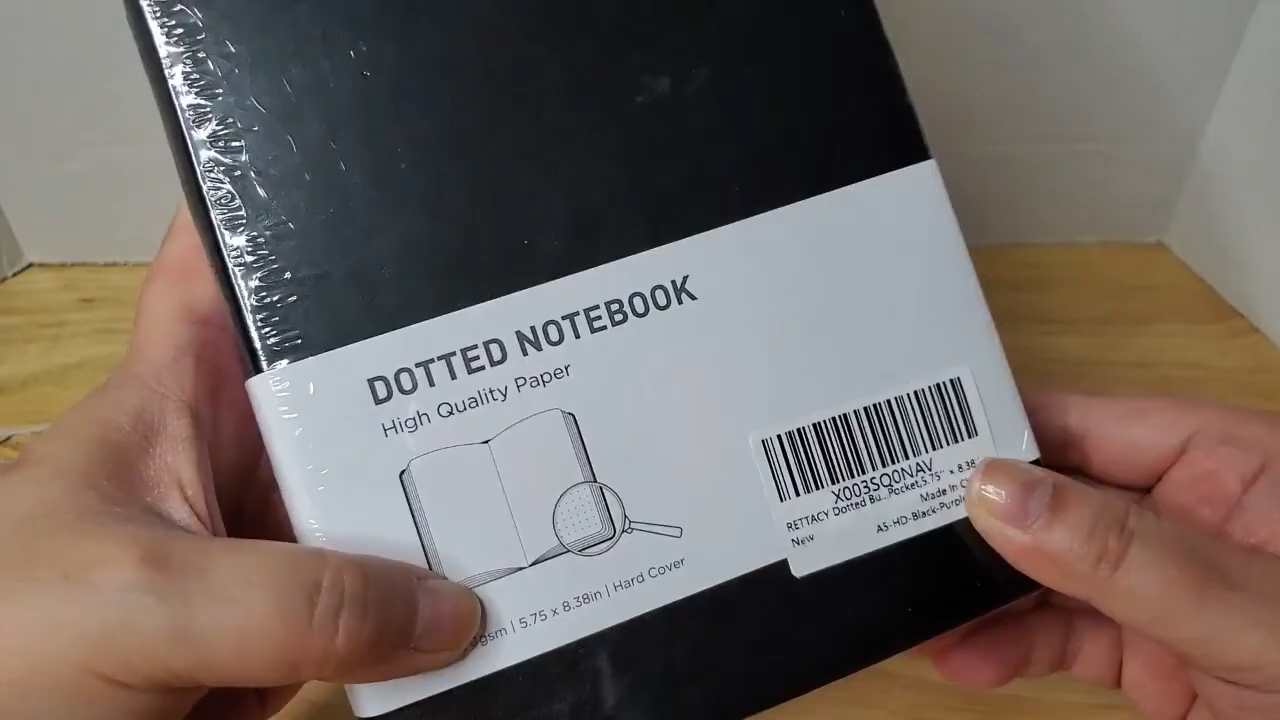 DOTTED NOTEBOOK
High Quality Paper
gsm | 5.75 x 8.38in | Hard Cover
X003SQ0NAV
RETTACY Dotted Bu...Pocket,5.75" x 8.38"
Made In
New
A5-HD-Black-Purple